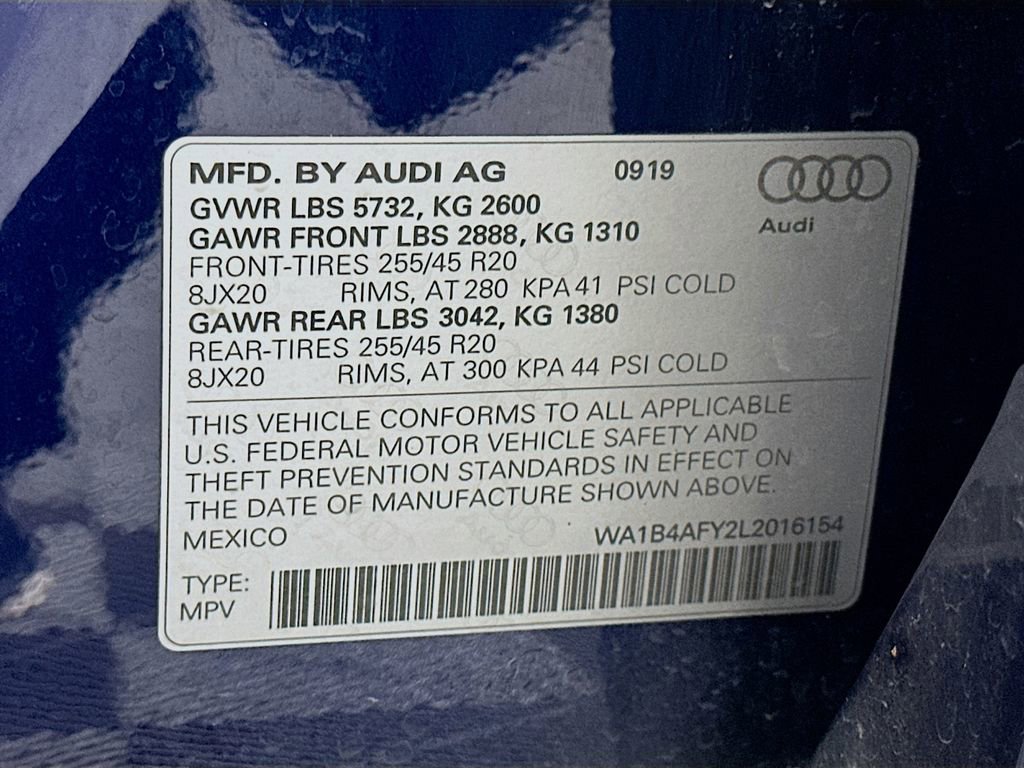 MFD. BY AUDI AG 0919
Audi
GVWR LBS 5732, KG 2600
GAWR FRONT LBS 2888, KG 1310
FRONT-TIRES 255/45 R20
8JX20 RIMS, AT 280 KPA 41 PSI COLD
GAWR REAR LBS 3042, KG 1380
REAR-TIRES 255/45 R20
8JX20 RIMS, AT 300 KPA 44 PSI COLD
THIS VEHICLE CONFORMS TO ALL APPLICABLE
U.S. FEDERAL MOTOR VEHICLE SAFETY AND
THEFT PREVENTION STANDARDS IN EFFECT ON
THE DATE OF MANUFACTURE SHOWN ABOVE.
MEXICO WA1B4AFY2L2016154
TYPE:
MPV